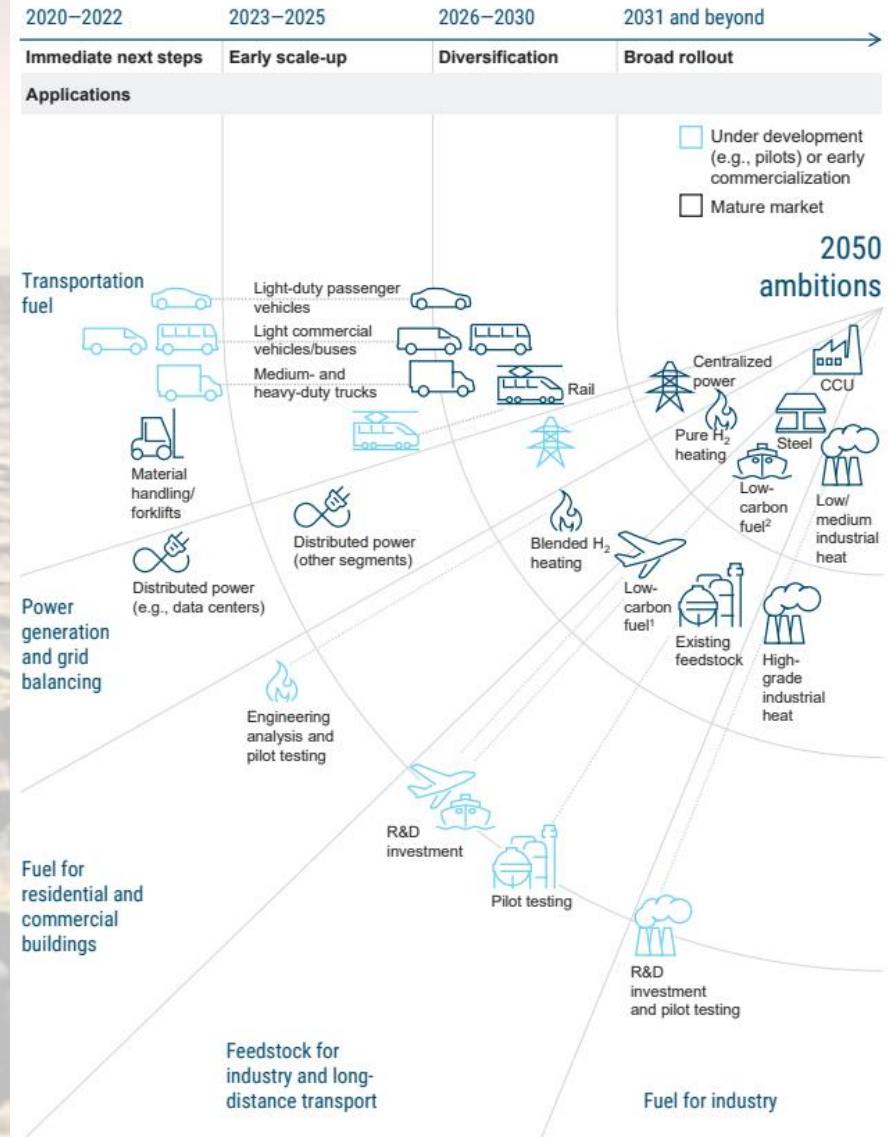 2020–2022
2023–2025
2026–2030
2031 and beyond
Immediate next steps
Early scale-up
Diversification
Broad rollout
Applications
Under development
(e.g., pilots) or early
commercialization
Mature market
2050
ambitions
Transportation
fuel
Light-duty passenger
vehicles
Light commercial
vehicles/buses
Medium- and
heavy-duty trucks
Rail
Centralized
power
CCU
Pure H₂
heating
Steel
Material
handling/
forklifts
Low-
carbon
fuel²
Low/
medium
industrial
heat
Distributed power
(other segments)
Blended H₂
heating
Distributed power
(e.g., data centers)
Low-
carbon
fuel¹
Existing
feedstock
High-
grade
industrial
heat
Power
generation
and grid
balancing
Engineering
analysis and
pilot testing
R&D
investment
Pilot testing
Fuel for
residential and
commercial
buildings
R&D
investment
and pilot testing
Feedstock for
industry and long-
distance transport
Fuel for industry